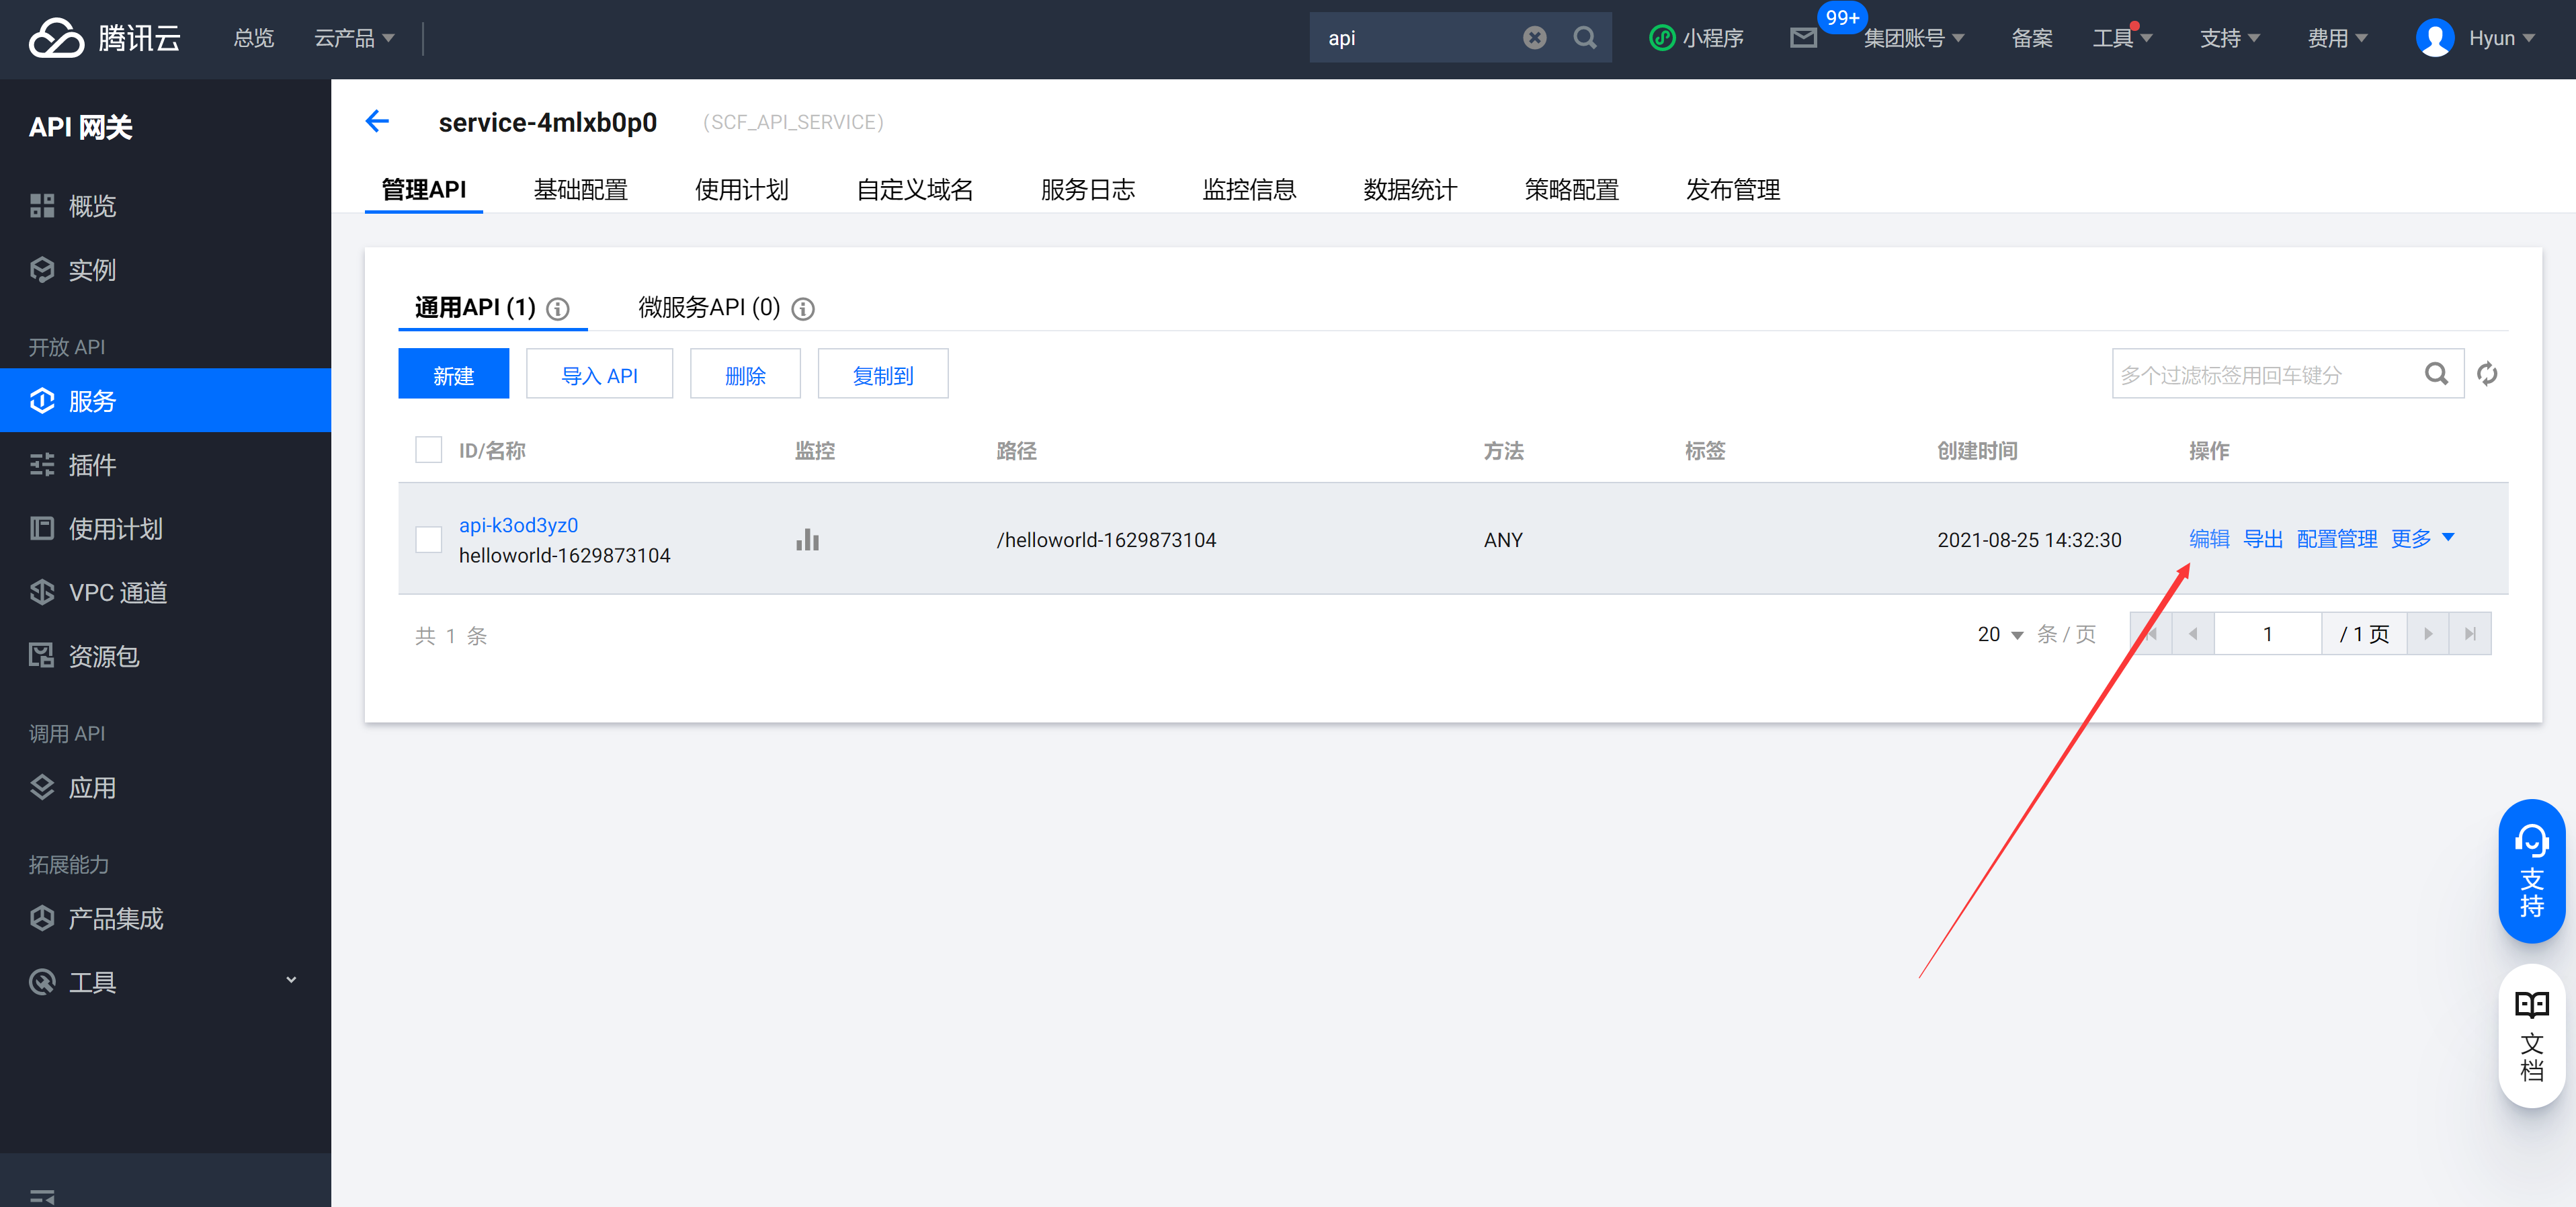 腾讯云 总览 云产品 api 小程序 99+ 集团账号 备案 工具 支持 费用 Hyun
API 网关
概览
实例
开放 API
服务
插件
使用计划
VPC 通道
资源包
调用 API
应用
拓展能力
产品集成
工具
service-4mlxb0p0 (SCF_API_SERVICE)
管理API 基础配置 使用计划 自定义域名 服务日志 监控信息 数据统计 策略配置 发布管理
通用API (1) 微服务API (0)
新建 导入 API 删除 复制到 多个过滤标签用回车键分
ID/名称 监控 路径 方法 标签 创建时间 操作
api-k3od3yz0
helloworld-1629873104 /helloworld-1629873104 ANY 2021-08-25 14:32:30 编辑 导出 配置管理 更多
共 1 条 20 条 / 页 1 / 1 页
支持
文档